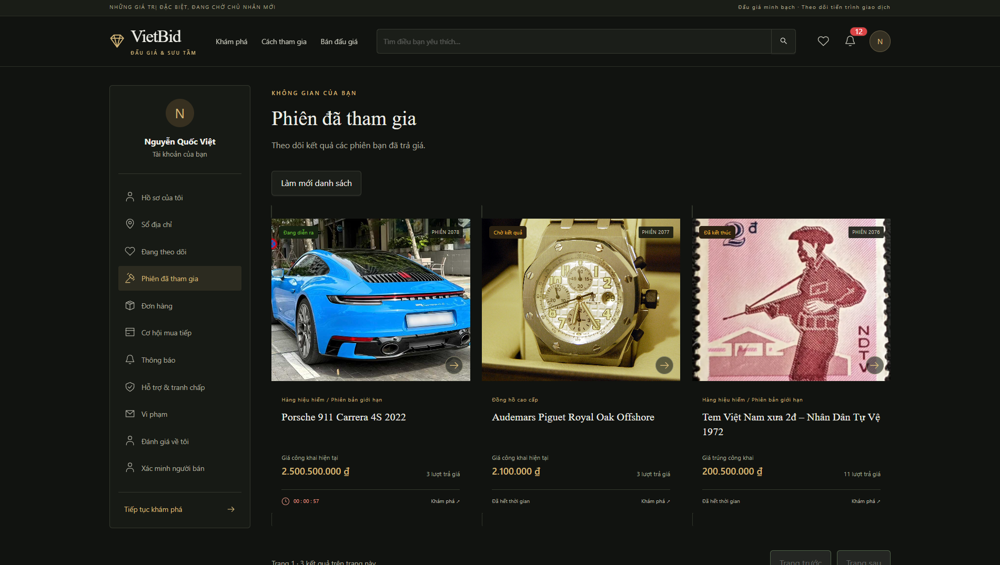 NHỮNG GIÁ TRỊ ĐẶC BIỆT, ĐANG CHỜ CHỦ NHÂN MỚI
Đấu giá minh bạch · Theo dõi tiến trình giao dịch
VietBid
ĐẤU GIÁ & SƯU TẦM
Khám phá
Cách tham gia
Bán đấu giá
Tìm điều bạn yêu thích...
12
N
N
Nguyễn Quốc Việt
Tài khoản của bạn
Hồ sơ của tôi
Sổ địa chỉ
Đang theo dõi
Phiên đã tham gia
Đơn hàng
Cơ hội mua tiếp
Thông báo
Hỗ trợ & tranh chấp
Vi phạm
Đánh giá về tôi
Xác minh người bán
Tiếp tục khám phá
KHÔNG GIAN CỦA BẠN
Phiên đã tham gia
Theo dõi kết quả các phiên bạn đã trả giá.
Làm mới danh sách
Đang diễn ra
PHIÊN 2078
PORSCHE
Hàng hiệu hiếm / Phiên bản giới hạn
Porsche 911 Carrera 4S 2022
Giá công khai hiện tại
2.500.500.000 ₫
3 lượt trả giá
00 : 00 : 57
Khám phá ↗
Chờ kết quả
PHIÊN 2077
Đồng hồ cao cấp
Audemars Piguet Royal Oak Offshore
Giá công khai hiện tại
2.100.000 ₫
3 lượt trả giá
Đã hết thời gian
Khám phá ↗
Đã kết thúc
PHIÊN 2076
2đ
NDTV
Hàng hiệu hiếm / Phiên bản giới hạn
Tem Việt Nam xưa 2đ – Nhân Dân Tự Vệ
1972
Giá trúng công khai
200.500.000 ₫
11 lượt trả giá
Đã hết thời gian
Khám phá ↗
Trang 1 · 3 kết quả trên trang này
Trang trước
Trang sau